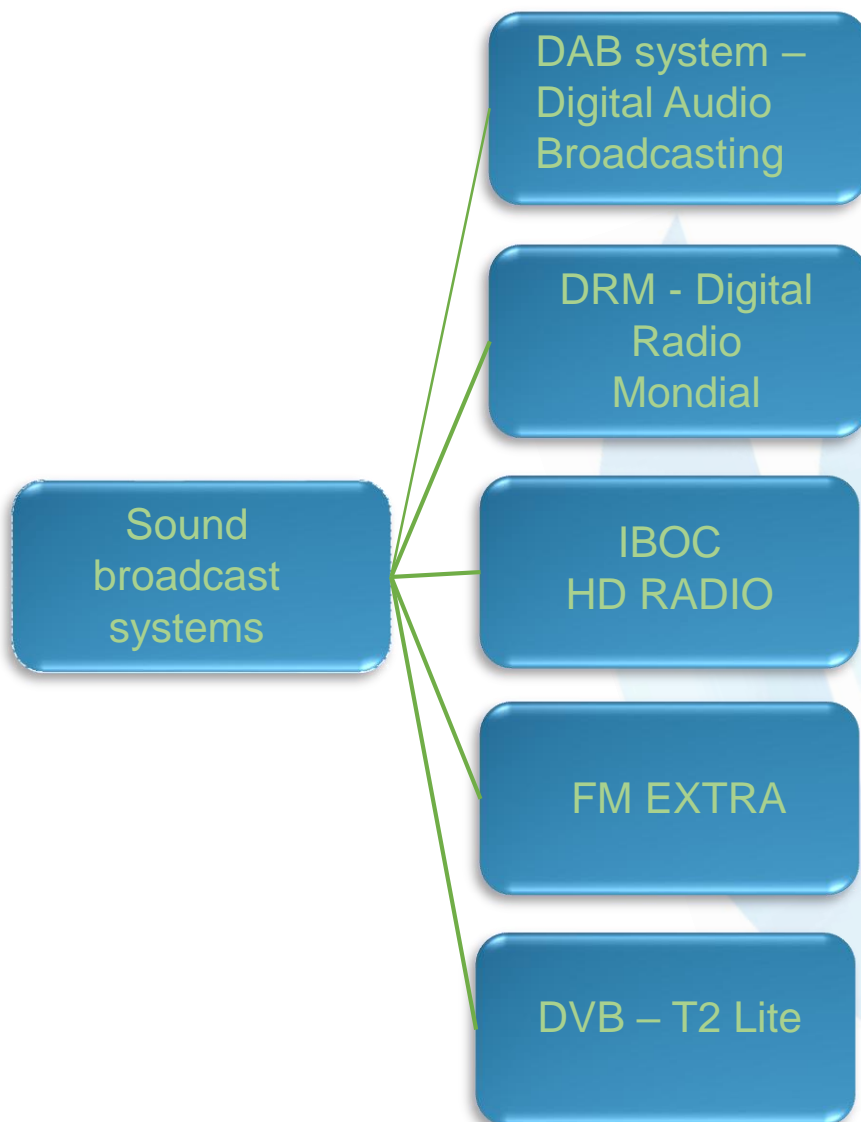 DAB system –
Digital Audio
Broadcasting
DRM - Digital
Radio
Mondial
Sound
broadcast
systems
IBOC
HD RADIO
FM EXTRA
DVB – T2 Lite